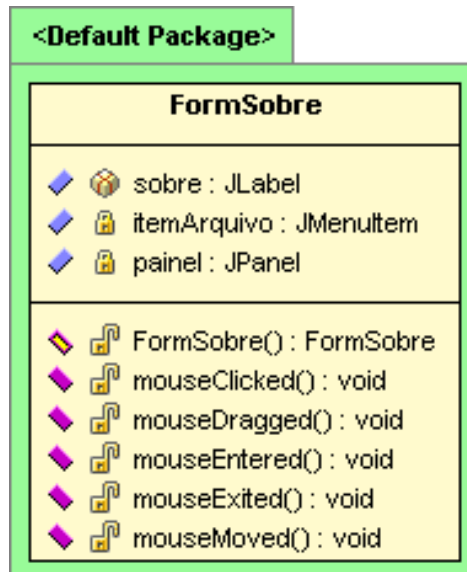 <Default Package>
FormSobre
sobre : JLabel
itemArquivo : JMenuItem
painel : JPanel
FormSobre() : FormSobre
mouseClicked() : void
mouseDragged() : void
mouseEntered() : void
mouseExited() : void
mouseMoved() : void